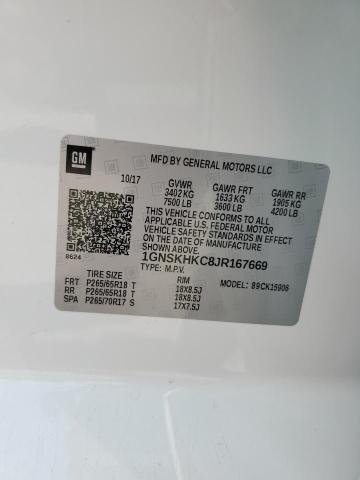 GM
MFD BY GENERAL MOTORS LLC
10/17 GVWR GAWR FRT GAWR RR
3402 KG 1633 KG 1905 KG
7500 LB 3600 LB 4200 LB
THIS VEHICLE CONFORMS TO ALL
APPLICABLE U.S. FEDERAL MOTOR
VEHICLE SAFETY STANDARDS IN EFFECT
ON THE DATE OF MANUFACTURE
SHOWN ABOVE.
8624 1GNSKHKC8JR167669
TYPE: M.P.V.
TIRE SIZE RIM MODEL: 89CK15906
FRT P265/65R18 T 18X8.5J
RR P265/65R18 T 18X8.5J
SPA P265/70R17 S 17X7.5J